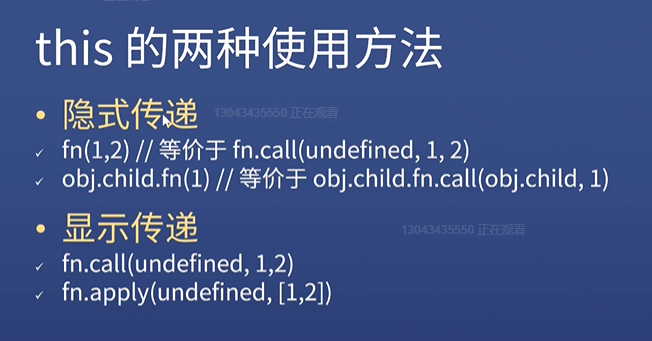 this 的两种使用方法
• 隐式传递
13043435550 正在观看
✓ fn(1,2) // 等价于 fn.call(undefined, 1, 2)
✓ obj.child.fn(1) // 等价于 obj.child.fn.call(obj.child, 1)
• 显示传递
13043435550 正在观看
✓ fn.call(undefined, 1,2)
✓ fn.apply(undefined, [1,2])